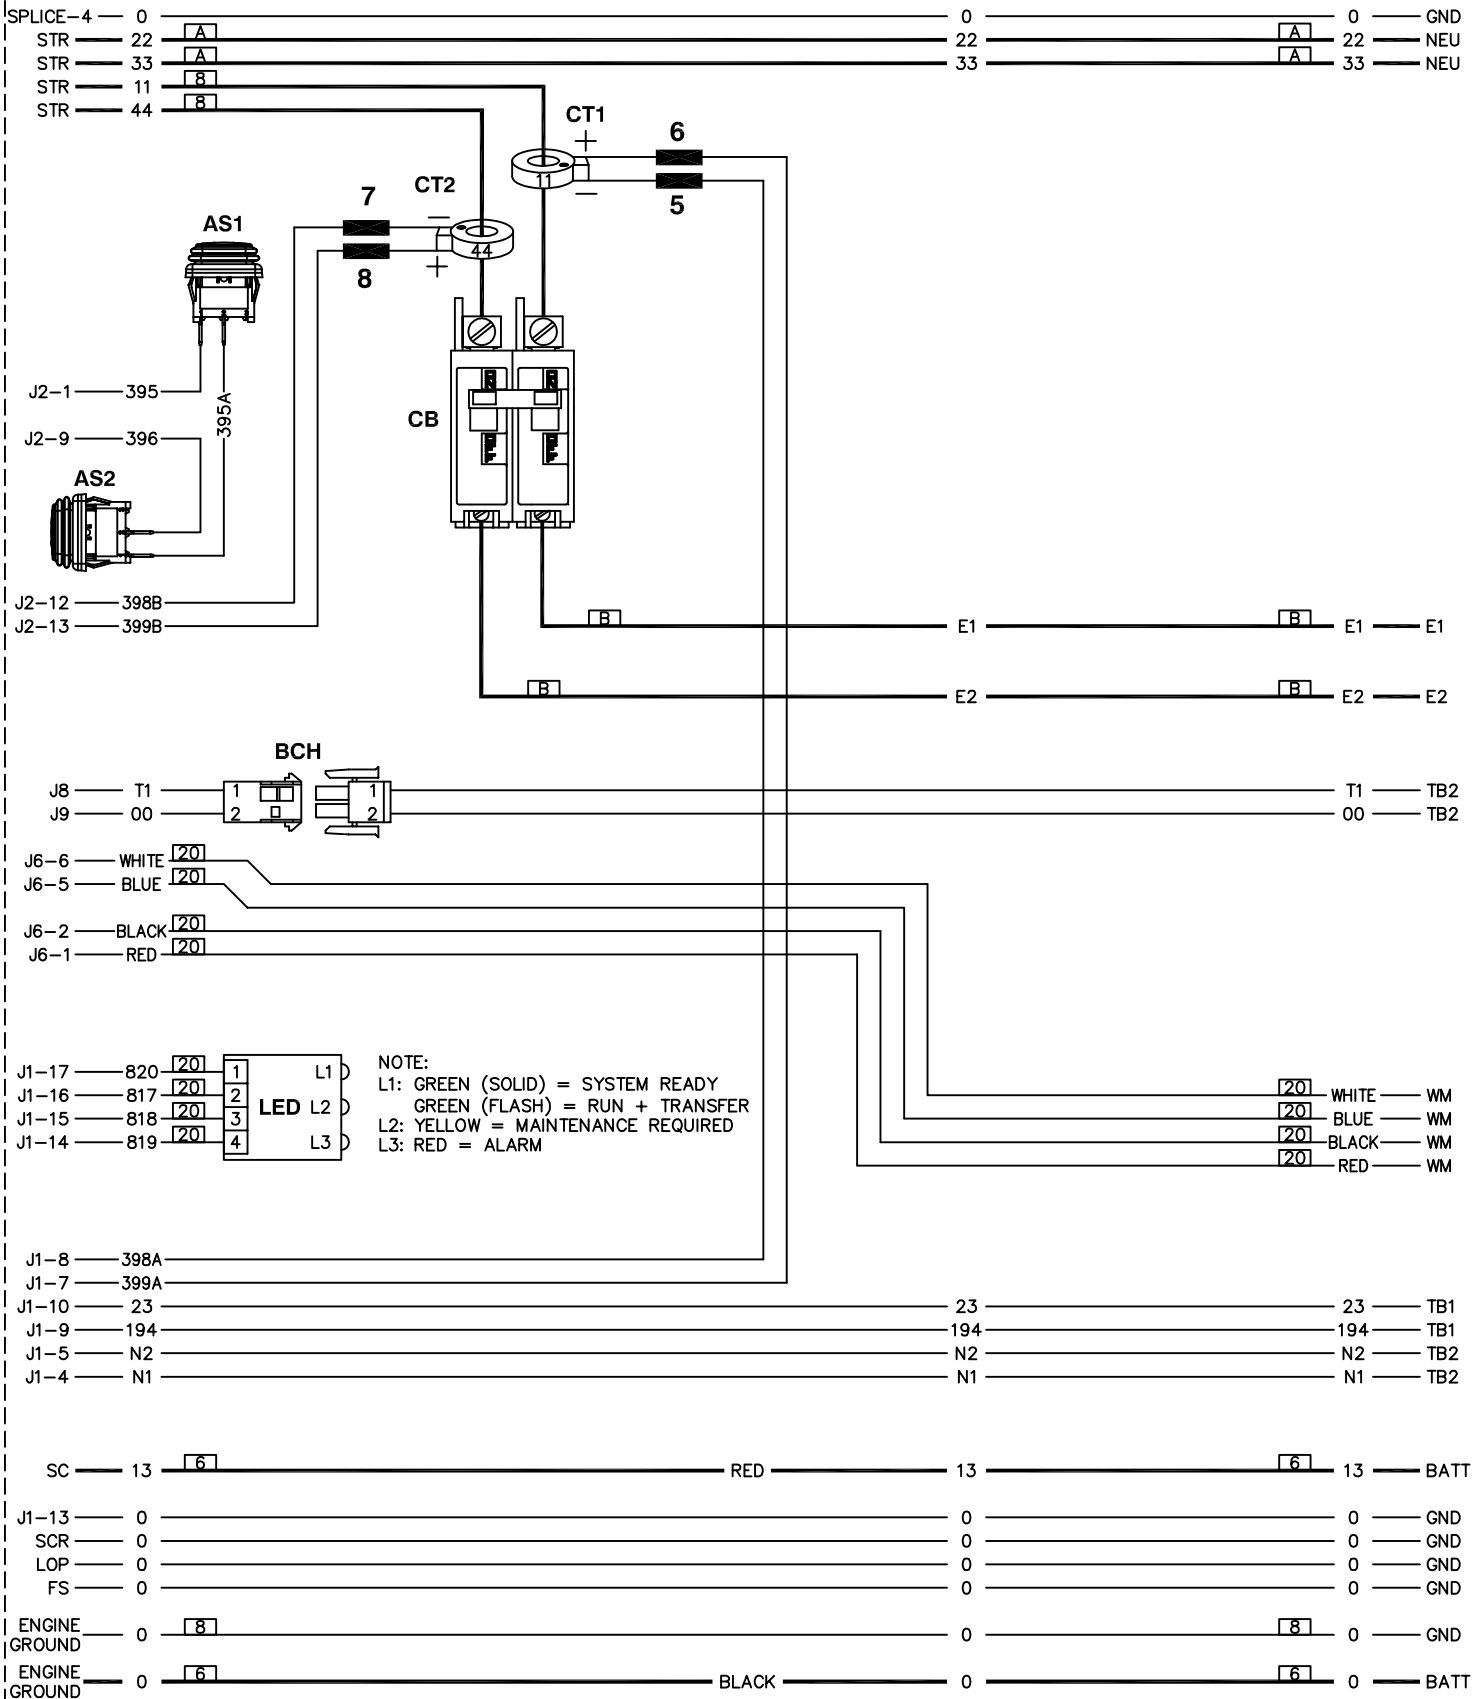 SPLICE-4 0 0 0 GND
STR 22 A 22 A 22 NEU
STR 33 A 33 A 33 NEU
STR 11 8
STR 44 8
CT1
+
6
11
-
5
CT2
7
-
44
8
+
AS1
J2-1 395
395A
J2-9 396
CB
AS2
J2-12 398B
J2-13 399B
B E1 B E1 E1
B E2 B E2 E2
BCH
J8 T1 1 1 T1 TB2
J9 00 2 2 00 TB2
J6-6 WHITE 20
J6-5 BLUE 20
J6-2 BLACK 20
J6-1 RED 20
J1-17 820 20 1 L1
J1-16 817 20 2
LED L2
J1-15 818 20 3
J1-14 819 20 4 L3
NOTE:
L1: GREEN (SOLID) = SYSTEM READY
GREEN (FLASH) = RUN + TRANSFER
L2: YELLOW = MAINTENANCE REQUIRED
L3: RED = ALARM
20 WHITE WM
20 BLUE WM
20 BLACK WM
20 RED WM
J1-8 398A
J1-7 399A
J1-10 23 23 23 TB1
J1-9 194 194 194 TB1
J1-5 N2 N2 N2 TB2
J1-4 N1 N1 N1 TB2
SC 13 6 RED 13 6 13 BATT
J1-13 0 0 0 GND
SCR 0 0 0 GND
LOP 0 0 0 GND
FS 0 0 0 GND
ENGINE
GROUND 0 8 0 8 0 GND
ENGINE
GROUND 0 6 BLACK 0 6 0 BATT